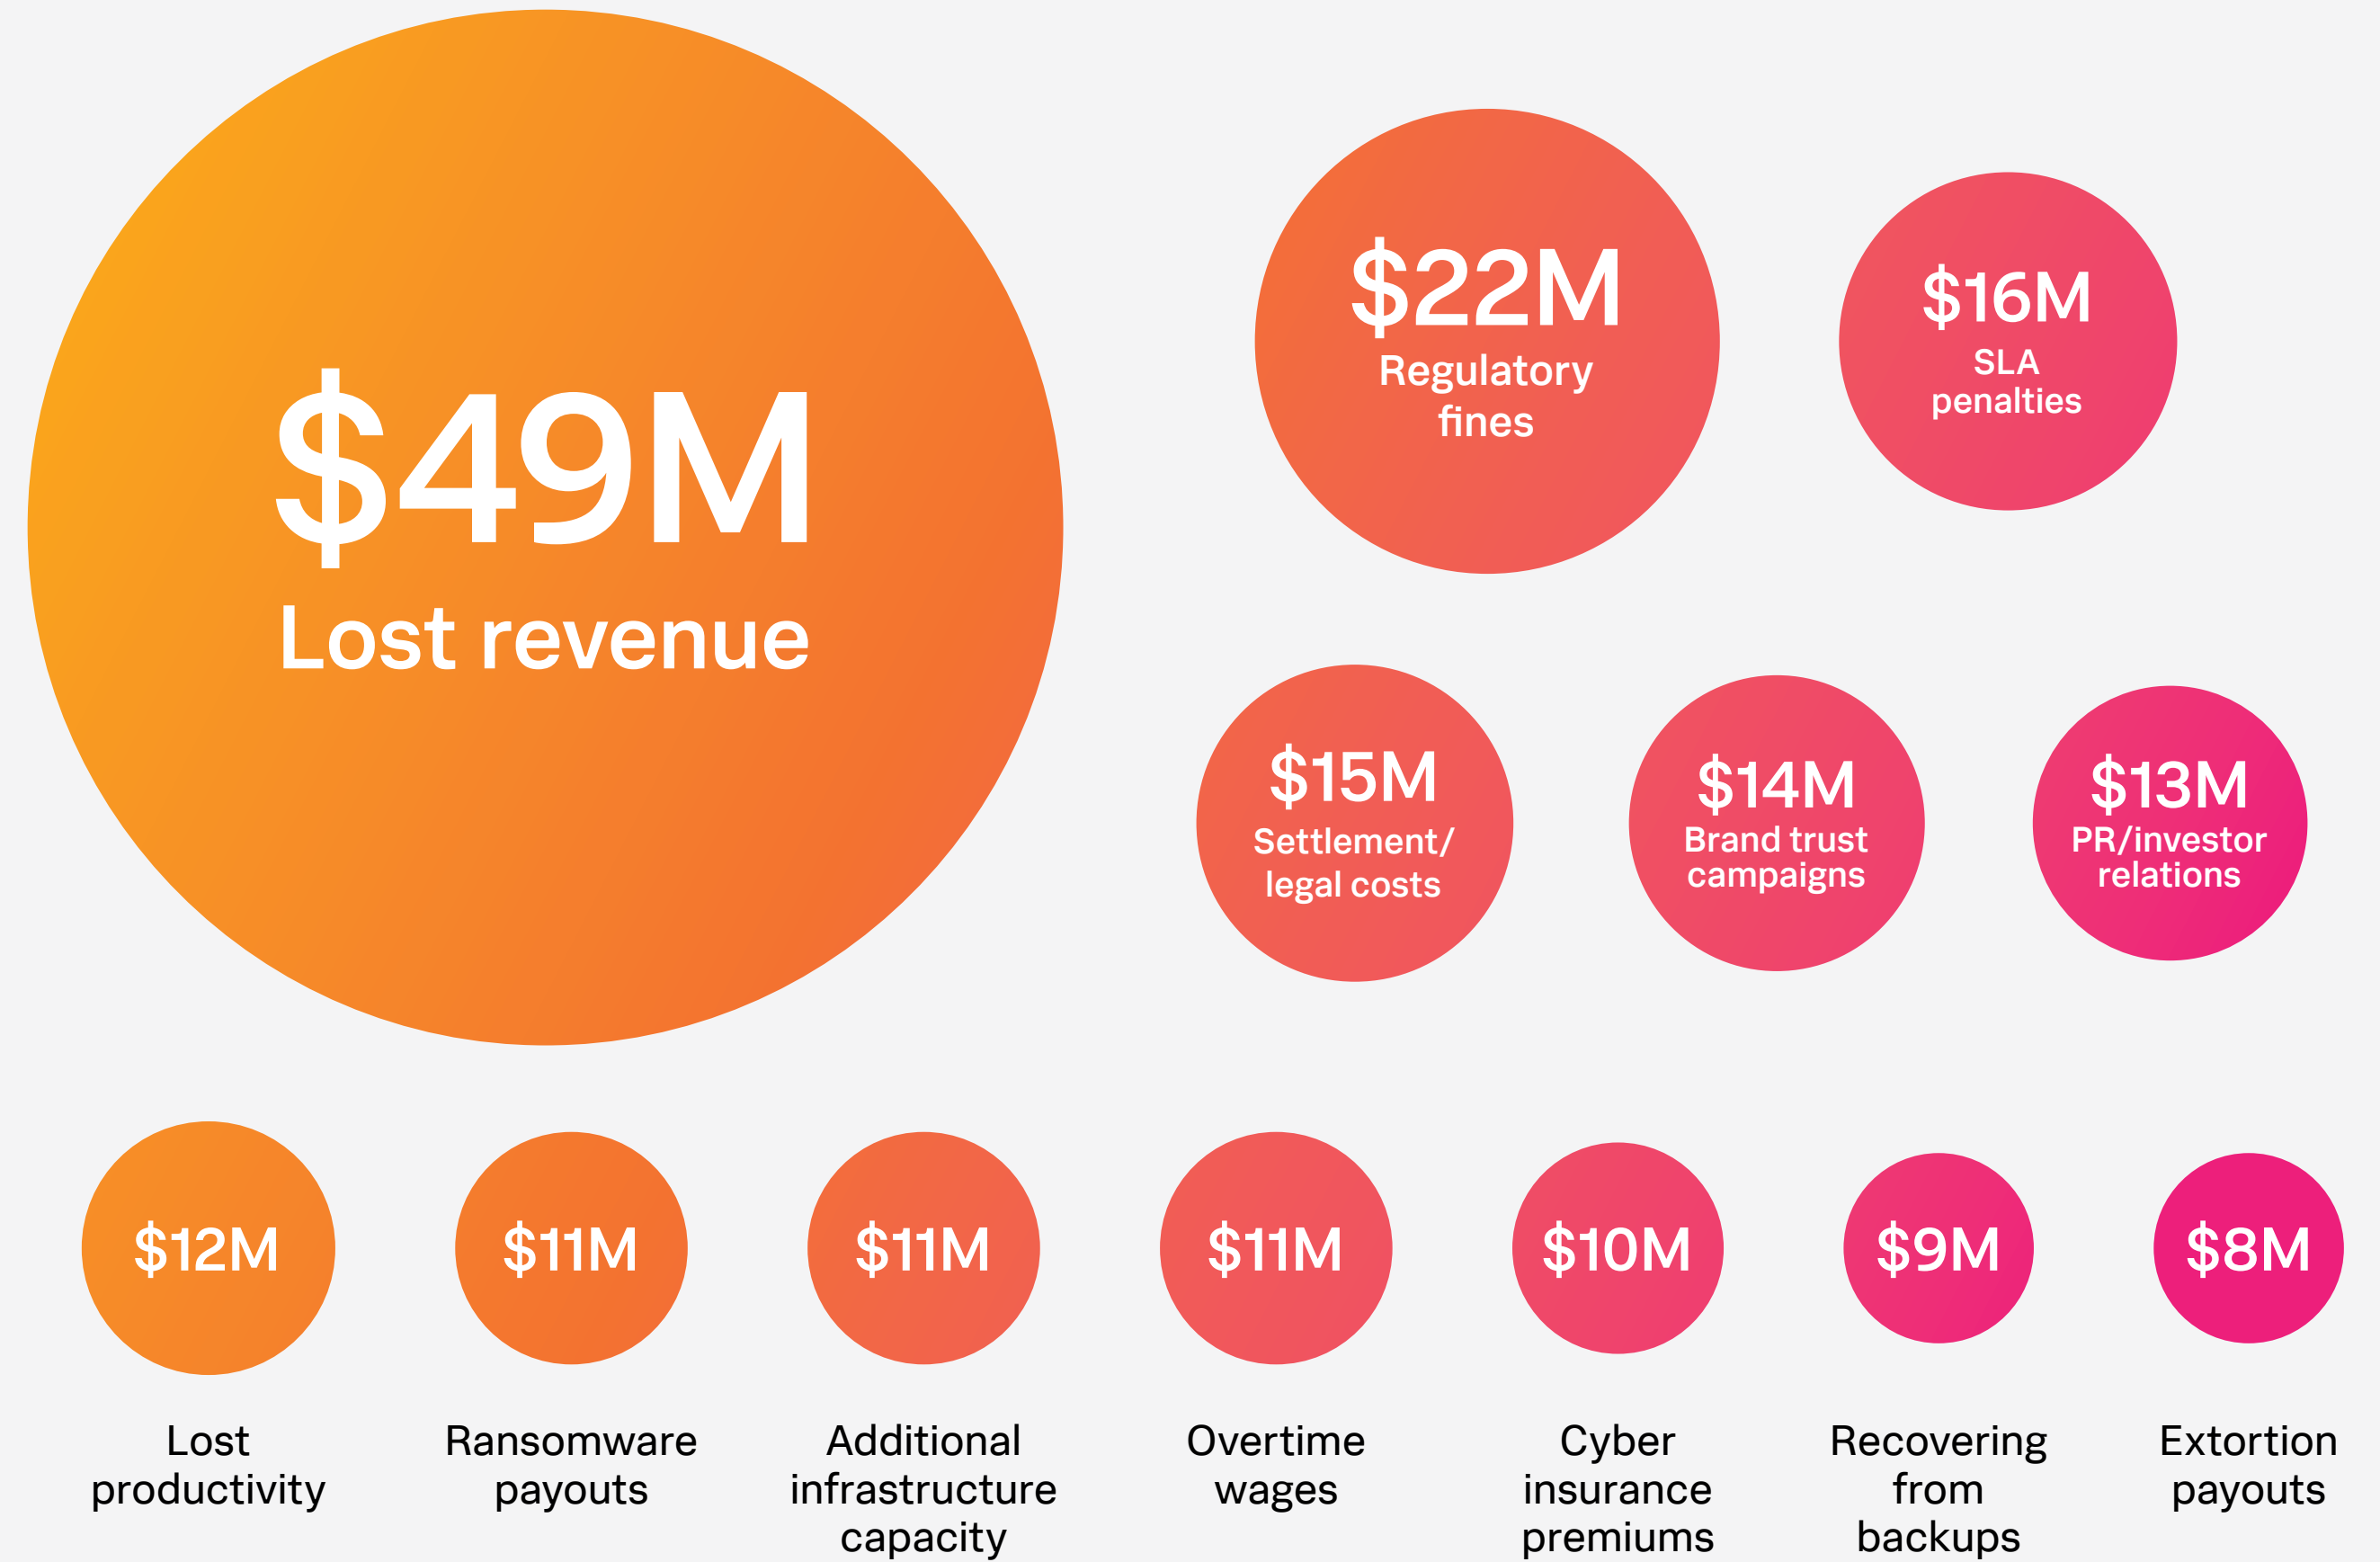 $49M
Lost revenue
$22M
Regulatory
fines
$16M
SLA
penalties
$15M
Settlement/
legal costs
$14M
Brand trust
campaigns
$13M
PR/investor
relations
$12M
Lost
productivity
$11M
Ransomware
payouts
$11M
Additional
infrastructure
capacity
$11M
Overtime
wages
$10M
Cyber
insurance
premiums
$9M
Recovering
from
backups
$8M
Extortion
payouts